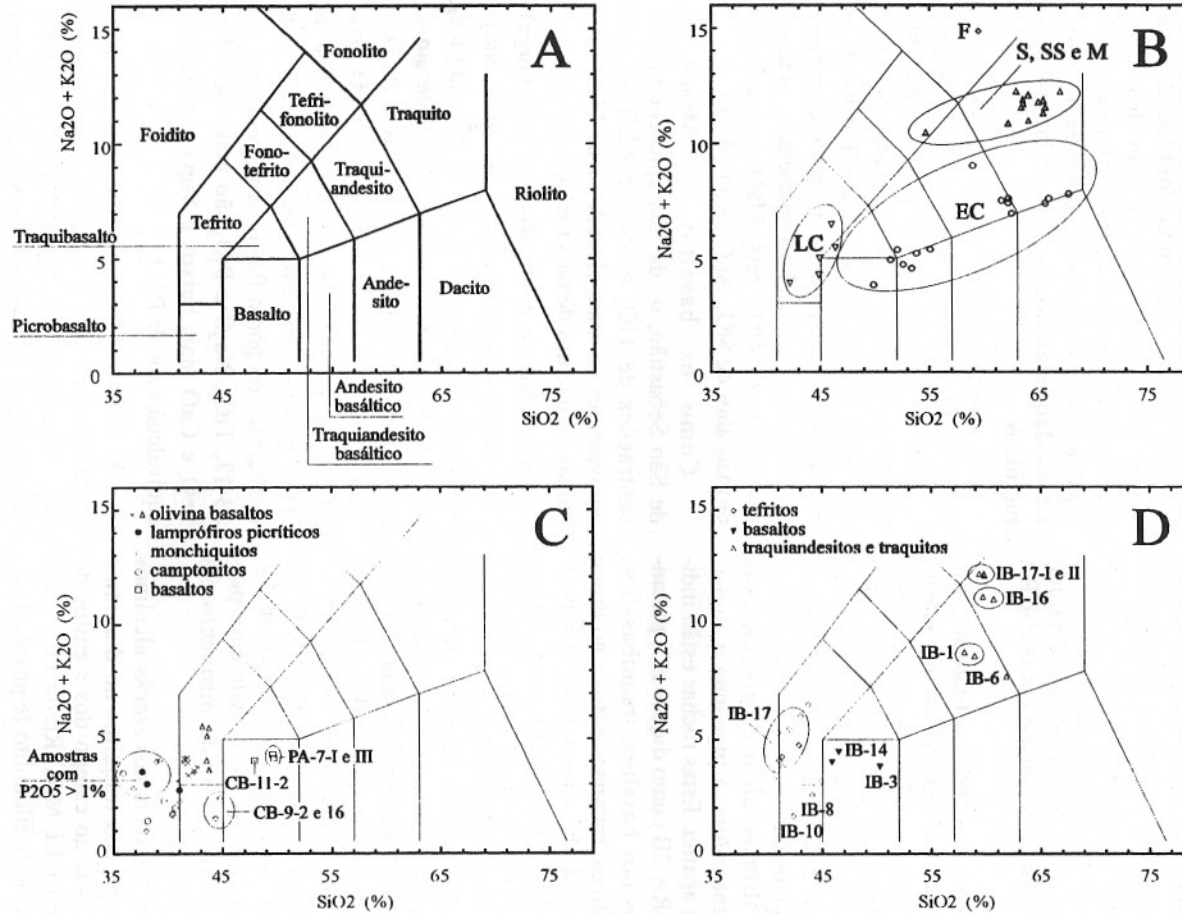 A
Na2O + K2O (%)
15
10
5
0
35
45
55
65
75
SiO2 (%)
Fonolito
Tefri-
fonolito
Traquito
Foidito
Fono-
tefrito
Traqui-
andesito
Riolito
Tefrito
Traquibasalto
Ande-
sito
Dacito
Basalto
Picrobasalto
Andesito
basáltico
Traquiandesito
basáltico
B
Na2O + K2O (%)
15
10
5
0
35
45
55
65
75
SiO2 (%)
F
S, SS e M
EC
LC
C
Na2O + K2O (%)
15
10
5
0
35
45
55
65
75
SiO2 (%)
olivina basaltos
lamprófiros picríticos
monchiquitos
camptonitos
basaltos
Amostras
com
P2O5 > 1%
PA-7-I e III
CB-11-2
CB-9-2 e 16
D
Na2O + K2O (%)
15
10
5
0
35
45
55
65
75
SiO2 (%)
tefritos
basaltos
traquiandesitos e traquitos
IB-17-I e II
IB-16
IB-1
IB-6
IB-17
IB-14
IB-3
IB-8
IB-10